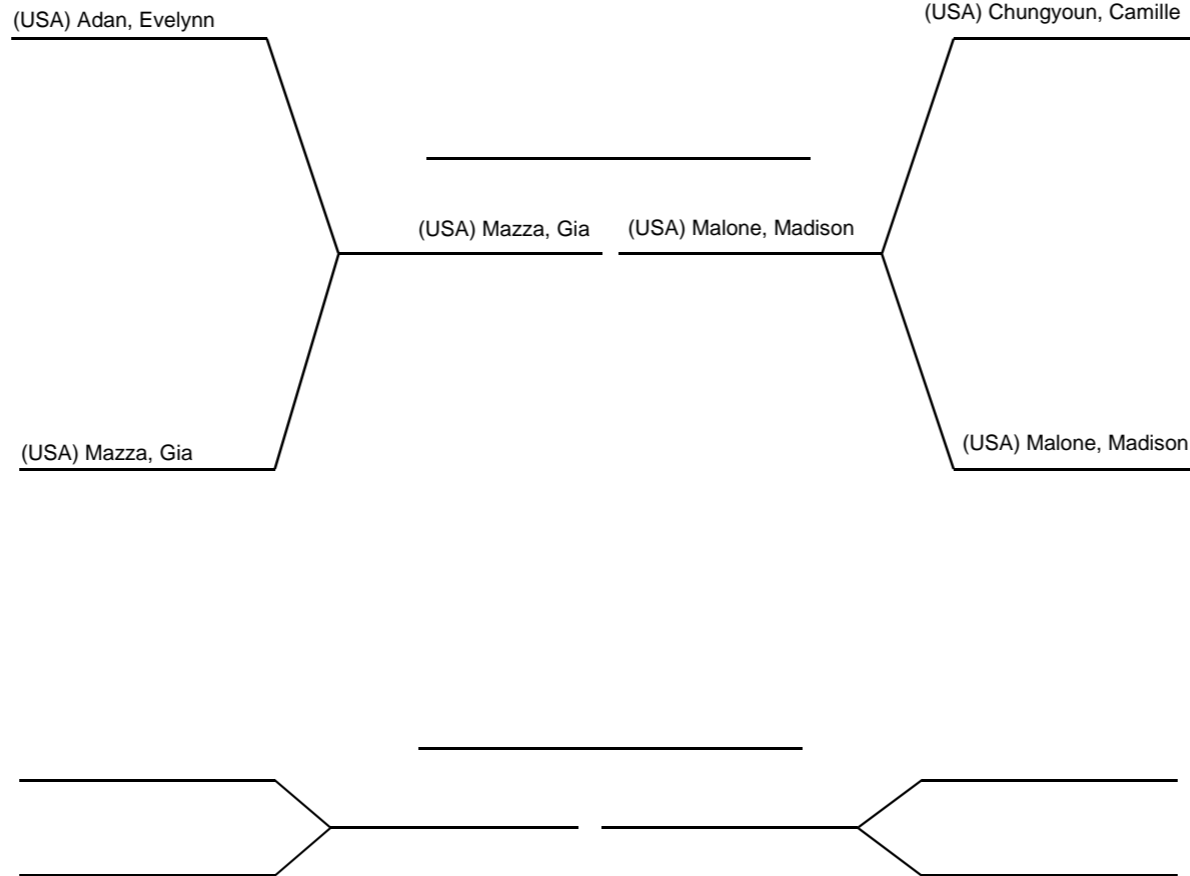 (USA) Adan, Evelynn
(USA) Chungyoun, Camille
(USA) Mazza, Gia
(USA) Malone, Madison
(USA) Mazza, Gia
(USA) Malone, Madison